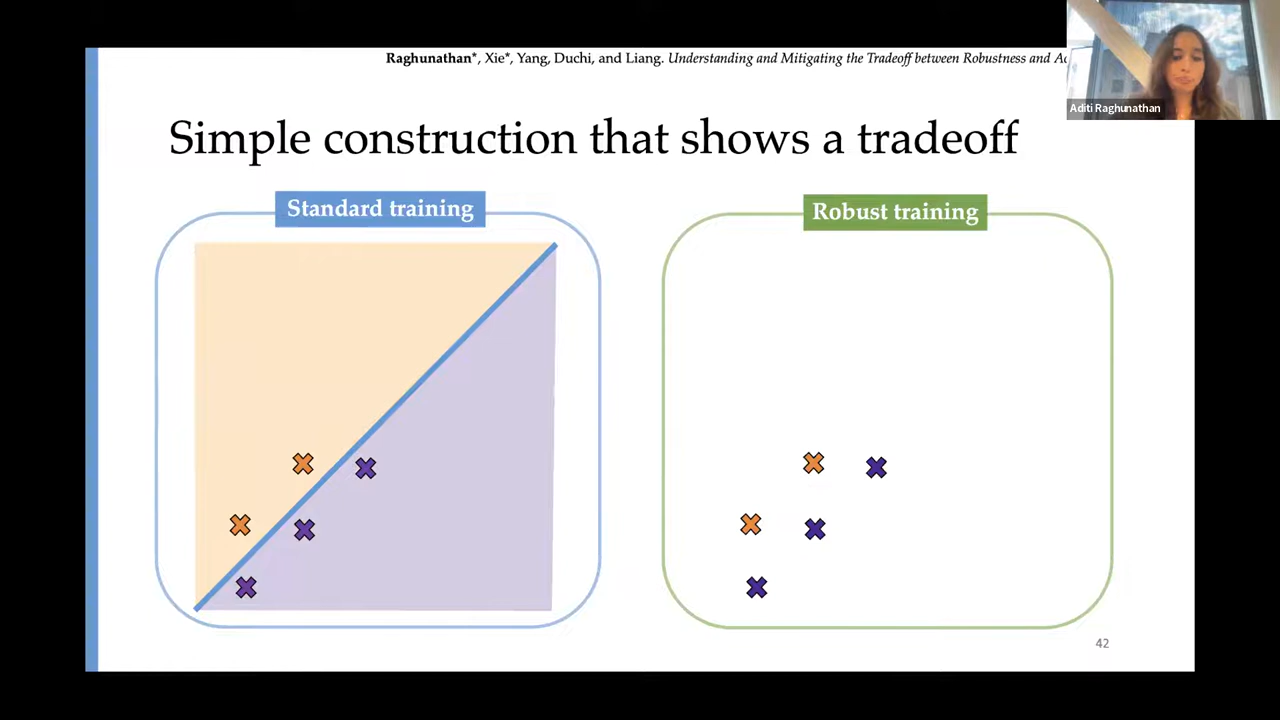 Raghunathan*, Xie*, Yang, Duchi, and Liang. Understanding and Mitigating the Tradeoff between Robustness and
Aditi Raghunathan
Simple construction that shows a tradeoff
Standard training
Robust training
42